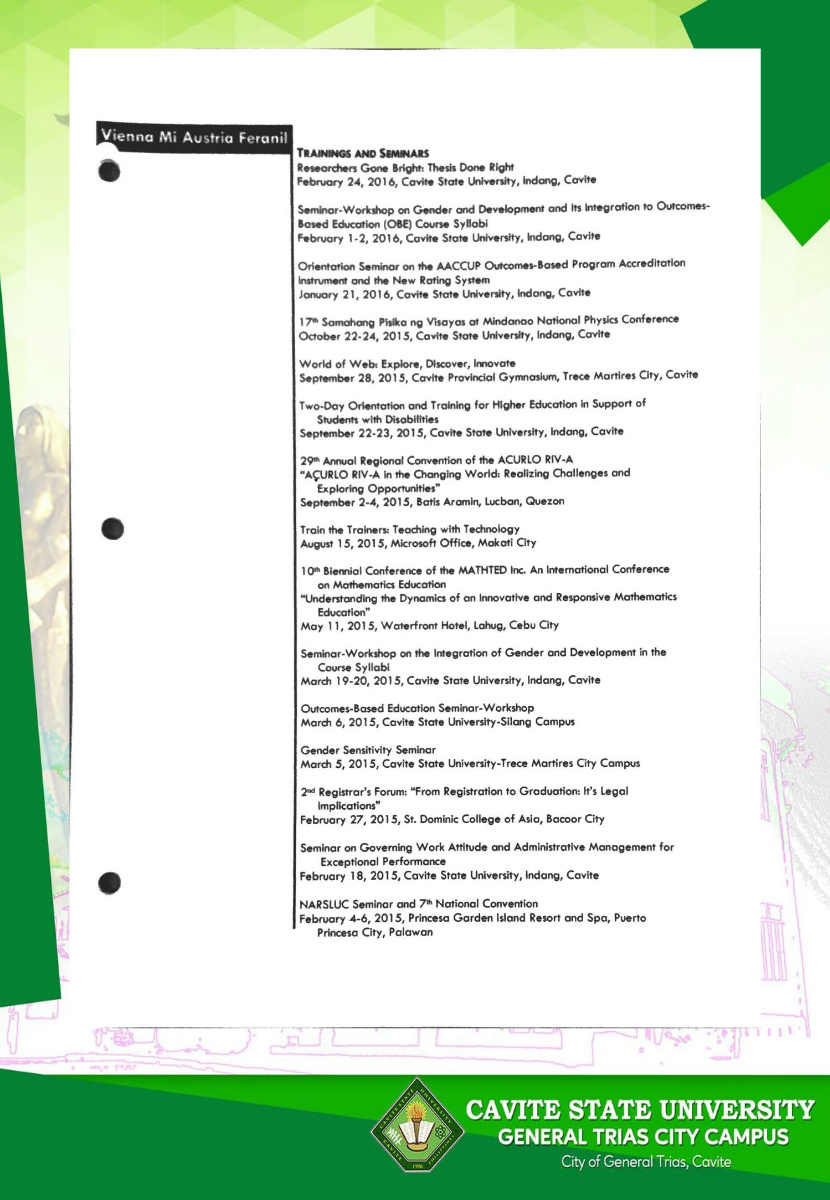 Vienna Mi Austria Feranil
TRAININGS AND SEMINARS
Researchers Gone Bright: Thesis Done Right
February 24, 2016, Cavite State University, Indang, Cavite
Seminar-Workshop on Gender and Development and Its Integration to Outcomes-
Based Education (OBE) Course Syllabi
February 1-2, 2016, Cavite State University, Indang, Cavite
Orientation Seminar on the AACCUP Outcomes-Based Program Accreditation
Instrument and the New Rating System
January 21, 2016, Cavite State University, Indang, Cavite
17th Samahang Pisika ng Visayas at Mindanao National Physics Conference
October 22-24, 2015, Cavite State University, Indang, Cavite
World of Web: Explore, Discover, Innovate
September 28, 2015, Cavite Provincial Gymnasium, Trece Martires City, Cavite
Two-Day Orientation and Training for Higher Education in Support of
Students with Disabilities
September 22-23, 2015, Cavite State University, Indang, Cavite
29th Annual Regional Convention of the ACURLO RIV-A
"ACURLO RIV-A in the Changing World: Realizing Challenges and
Exploring Opportunities"
September 2-4, 2015, Batis Aramin, Lucban, Quezon
Train the Trainers: Teaching with Technology
August 15, 2015, Microsoft Office, Makati City
10th Biennial Conference of the MATHTED Inc. An International Conference
on Mathematics Education
"Understanding the Dynamics of an Innovative and Responsive Mathematics
Education"
May 11, 2015, Waterfront Hotel, Lahug, Cebu City
Seminar-Workshop on the Integration of Gender and Development in the
Course Syllabi
March 19-20, 2015, Cavite State University, Indang, Cavite
Outcomes-Based Education Seminar-Workshop
March 6, 2015, Cavite State University-Silang Campus
Gender Sensitivity Seminar
March 5, 2015, Cavite State University-Trece Martires City Campus
2nd Registrar's Forum: "From Registration to Graduation: It's Legal
Implications"
February 27, 2015, St. Dominic College of Asia, Bacoor City
Seminar on Governing Work Attitude and Administrative Management for
Exceptional Performance
February 18, 2015, Cavite State University, Indang, Cavite
NARSLUC Seminar and 7th National Convention
February 4-6, 2015, Princesa Garden Island Resort and Spa, Puerto
Princesa City, Palawan
CAVITE STATE UNIVERSITY
GENERAL TRIAS CITY CAMPUS
City of General Trias, Cavite
CAVITE STATE UNIVERSITY
CAVITE PHILIPPINES
1906